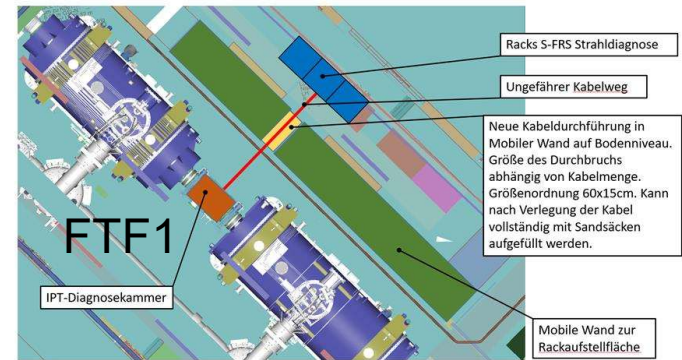 Racks S-FRS Strahldiagnose
Ungefährer Kabelweg
Neue Kabeldurchführung in
Mobiler Wand auf Bodenniveau.
Größe des Durchbruchs
abhängig von Kabelmenge.
Größenordnung 60x15cm. Kann
nach Verlegung der Kabel
vollständig mit Sandsäcken
aufgefüllt werden.
FTF1
IPT-Diagnosekammer
Mobile Wand zur
Rackaufstellfläche